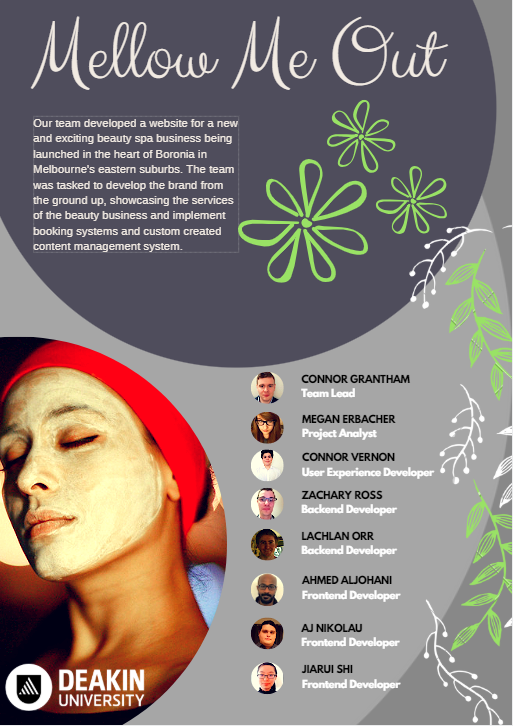 Mellow Me Out
Our team developed a website for a new
and exciting beauty spa business being
launched in the heart of Boronia in
Melbourne's eastern suburbs. The team
was tasked to develop the brand from
the ground up, showcasing the services
of the beauty business and implement
booking systems and custom created
content management system.
CONNOR GRANTHAM
Team Lead
MEGAN ERBACHER
Project Analyst
CONNOR VERNON
User Experience Developer
ZACHARY ROSS
Backend Developer
LACHLAN ORR
Backend Developer
AHMED ALJOHANI
Frontend Developer
AJ NIKOLAU
Frontend Developer
JIARUI SHI
Frontend Developer
DEAKIN
UNIVERSITY